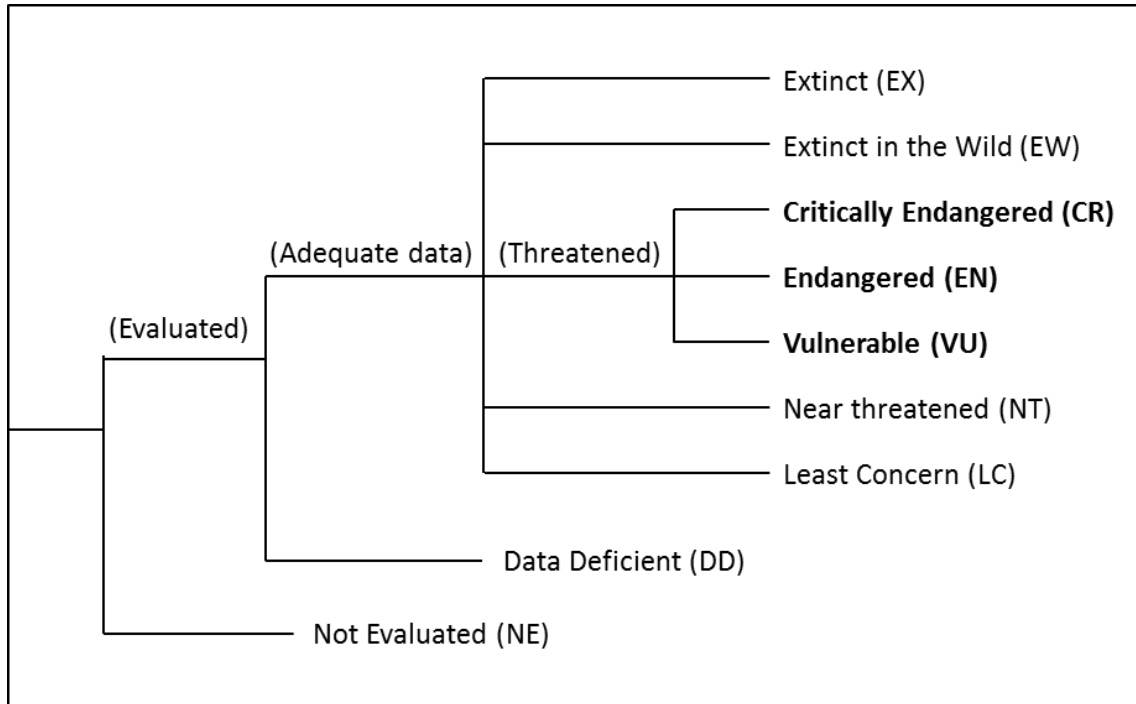 Extinct (EX)
Extinct in the Wild (EW)
Critically Endangered (CR)
(Adequate data)
(Threatened)
Endangered (EN)
(Evaluated)
Vulnerable (VU)
Near threatened (NT)
Least Concern (LC)
Data Deficient (DD)
Not Evaluated (NE)